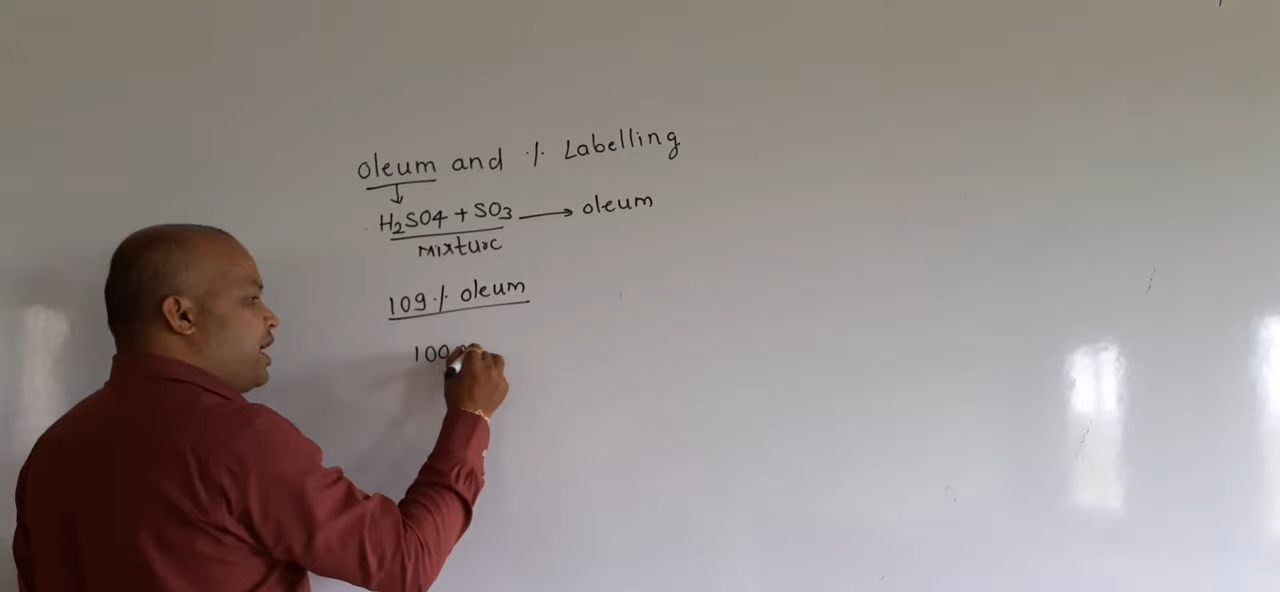 oleum and % Labelling
H2SO4 + SO3 → oleum
Mixture
109% oleum
100